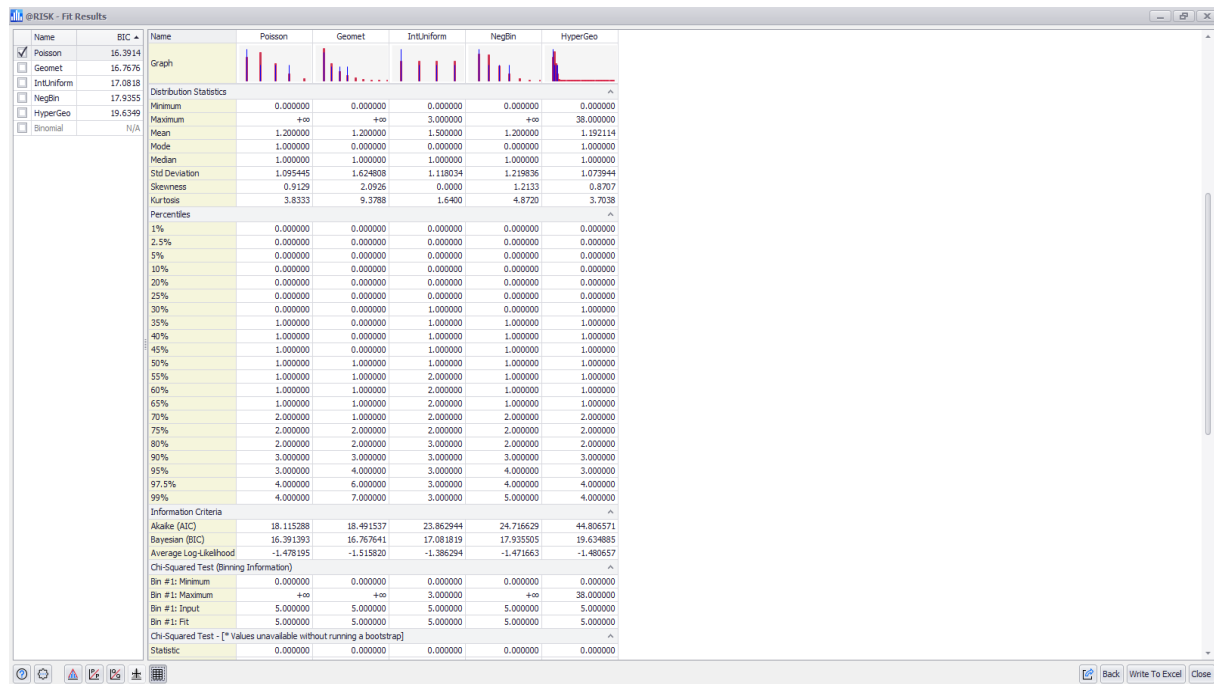 @RISK - Fit Results
Name BIC
Poisson 16.3914
Geomet 16.7676
IntUniform 17.0818
NegBin 17.9355
HyperGeo 19.6349
Binomial N/A
Name Poisson Geomet IntUniform NegBin HyperGeo
Graph
Distribution Statistics
Minimum 0.000000 0.000000 0.000000 0.000000 0.000000
Maximum +∞ +∞ 3.000000 +∞ 38.000000
Mean 1.200000 1.200000 1.500000 1.200000 1.192114
Mode 1.000000 0.000000 0.000000 0.000000 1.000000
Median 1.000000 1.000000 1.000000 1.000000 1.000000
Std Deviation 1.095445 1.624808 1.118034 1.219836 1.073944
Skewness 0.9129 2.0926 0.0000 1.2133 0.8707
Kurtosis 3.8333 9.3788 1.6400 4.8720 3.7038
Percentiles
1% 0.000000 0.000000 0.000000 0.000000 0.000000
2.5% 0.000000 0.000000 0.000000 0.000000 0.000000
5% 0.000000 0.000000 0.000000 0.000000 0.000000
10% 0.000000 0.000000 0.000000 0.000000 0.000000
20% 0.000000 0.000000 0.000000 0.000000 0.000000
25% 0.000000 0.000000 0.000000 0.000000 0.000000
30% 0.000000 0.000000 1.000000 0.000000 1.000000
35% 1.000000 0.000000 1.000000 1.000000 1.000000
40% 1.000000 0.000000 1.000000 1.000000 1.000000
45% 1.000000 0.000000 1.000000 1.000000 1.000000
50% 1.000000 1.000000 1.000000 1.000000 1.000000
55% 1.000000 1.000000 2.000000 1.000000 1.000000
60% 1.000000 1.000000 2.000000 1.000000 1.000000
65% 1.000000 1.000000 2.000000 1.000000 1.000000
70% 2.000000 1.000000 2.000000 2.000000 2.000000
75% 2.000000 2.000000 2.000000 2.000000 2.000000
80% 2.000000 2.000000 3.000000 2.000000 2.000000
90% 3.000000 3.000000 3.000000 3.000000 3.000000
95% 3.000000 4.000000 3.000000 4.000000 3.000000
97.5% 4.000000 6.000000 3.000000 4.000000 4.000000
99% 4.000000 7.000000 3.000000 5.000000 4.000000
Information Criteria
Akaike (AIC) 18.115288 18.491537 23.862944 24.716629 44.806571
Bayesian (BIC) 16.391393 16.767641 17.081819 17.935505 19.634885
Average Log-Likelihood -1.478195 -1.515820 -1.386294 -1.471663 -1.480657
Chi-Squared Test (Binning Information)
Bin #1: Minimum 0.000000 0.000000 0.000000 0.000000 0.000000
Bin #1: Maximum +∞ +∞ 3.000000 +∞ 38.000000
Bin #1: Input 5.000000 5.000000 5.000000 5.000000 5.000000
Bin #1: Fit 5.000000 5.000000 5.000000 5.000000 5.000000
Chi-Squared Test - [* Values unavailable without running a bootstrap]
Statistic 0.000000 0.000000 0.000000 0.000000 0.000000
Back Write To Excel Close